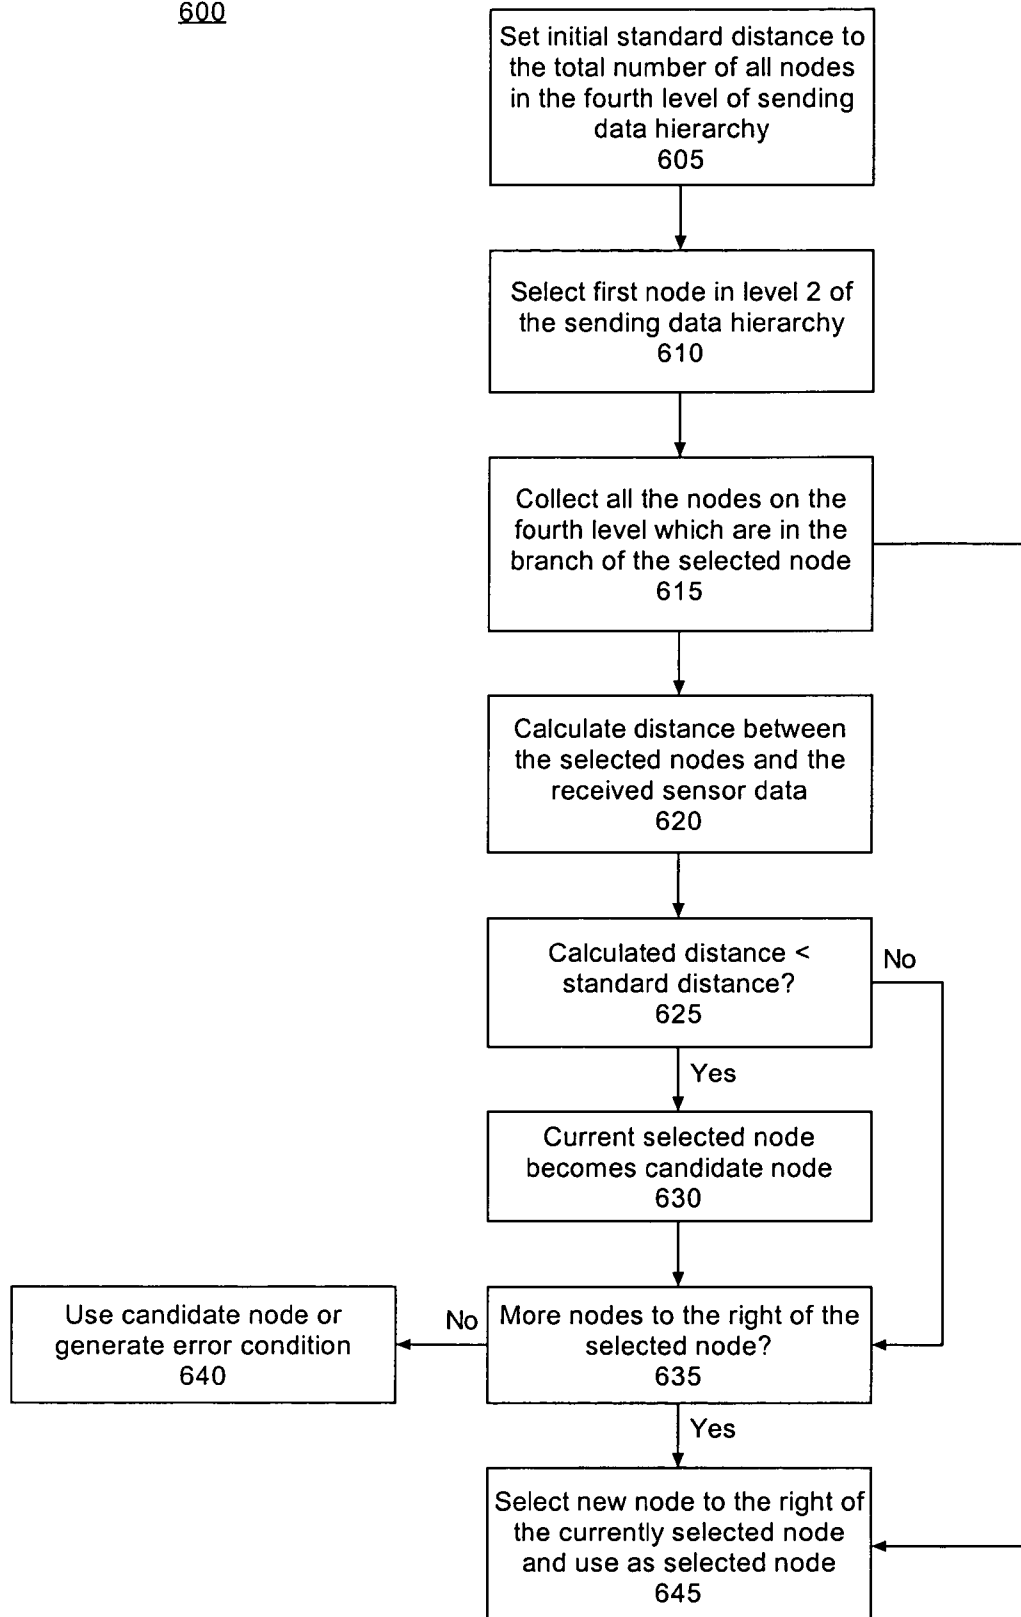 600
Set initial standard distance to
the total number of all nodes
in the fourth level of sending
data hierarchy
605
Select first node in level 2 of
the sending data hierarchy
610
Collect all the nodes on the
fourth level which are in the
branch of the selected node
615
Calculate distance between
the selected nodes and the
received sensor data
620
Calculated distance <
standard distance?
625
No
Yes
Current selected node
becomes candidate node
630
More nodes to the right of the
selected node?
635
No
Use candidate node or
generate error condition
640
Yes
Select new node to the right of
the currently selected node
and use as selected node
645